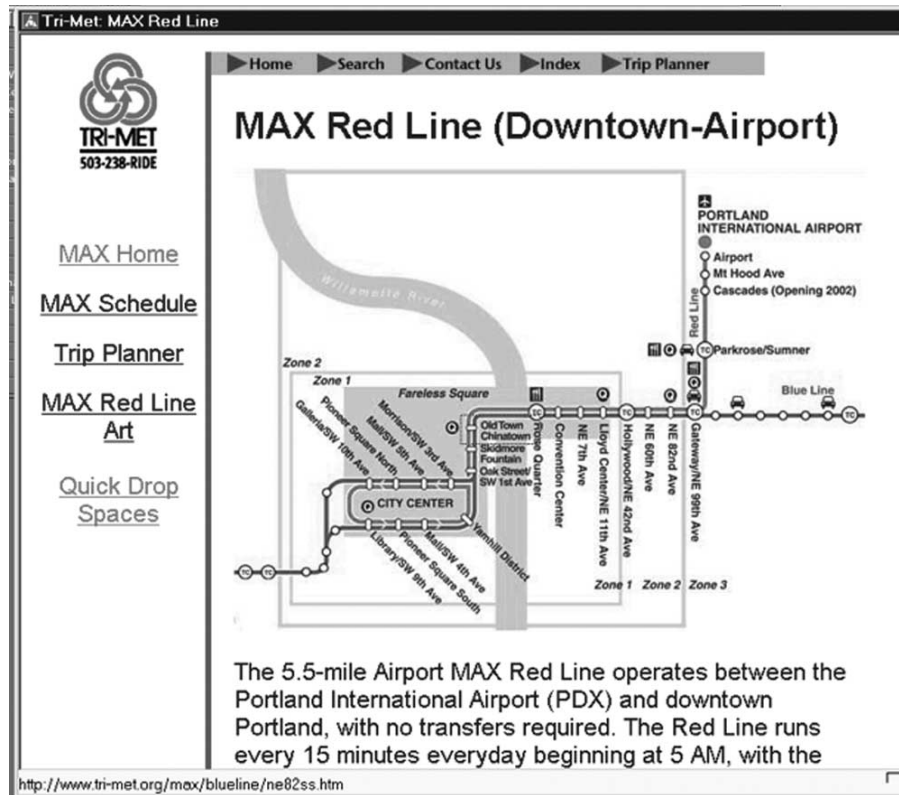 Tri-Met: MAX Red Line
Home Search Contact Us Index Trip Planner
TRI-MET
503-238-RIDE
MAX Home
MAX Schedule
Trip Planner
MAX Red Line
Art
Quick Drop
Spaces
MAX Red Line (Downtown-Airport)
PORTLAND
INTERNATIONAL AIRPORT
Airport
Mt Hood Ave
Cascades (Opening 2002)
Red Line
Willamette River
TC Parkrose/Sumner
Zone 2
Zone 1
Fareless Square
Blue Line
Galleria/SW 10th Ave
Pioneer Square North
Mall/SW 5th Ave
Morrison/SW 3rd Ave
Old Town
Chinatown
Skidmore
Fountain
Oak Street/
SW 1st Ave
Rose Quarter
Convention Center
NE 7th Ave
Lloyd Center/NE 11th Ave
Hollywood/NE 42nd Ave
NE 60th Ave
NE 82nd Ave
Gateway/NE 99th Ave
TC
TC
TC
TC
CITY CENTER
Library/SW 9th Ave
Pioneer Square South
Mall/SW 4th Ave
Yamhill District
TC
TC
Zone 1 Zone 2 Zone 3
The 5.5-mile Airport MAX Red Line operates between the
Portland International Airport (PDX) and downtown
Portland, with no transfers required. The Red Line runs
every 15 minutes everyday beginning at 5 AM, with the
http://www.tri-met.org/max/blueline/ne82ss.htm